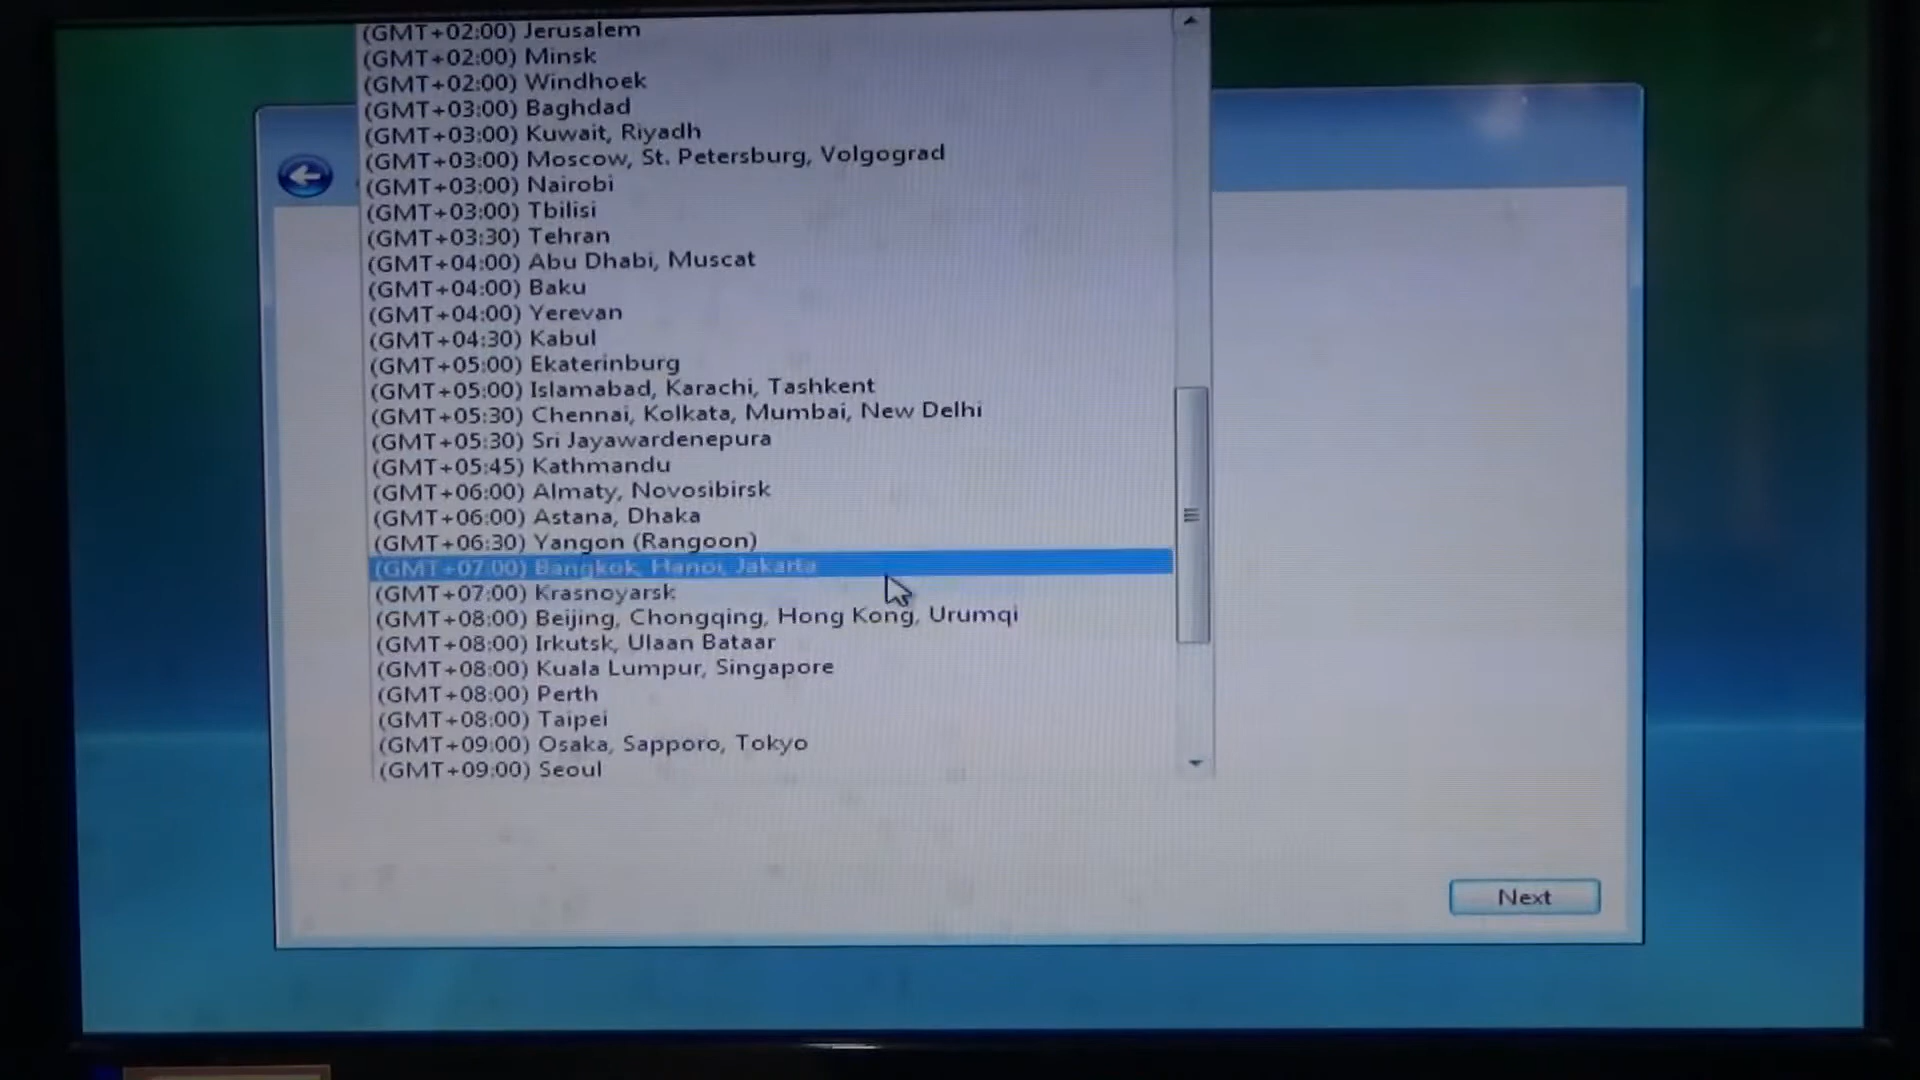 (GMT+02:00) Jerusalem
(GMT+02:00) Minsk
(GMT+02:00) Windhoek
(GMT+03:00) Baghdad
(GMT+03:00) Kuwait, Riyadh
(GMT+03:00) Moscow, St. Petersburg, Volgograd
(GMT+03:00) Nairobi
(GMT+03:00) Tbilisi
(GMT+03:30) Tehran
(GMT+04:00) Abu Dhabi, Muscat
(GMT+04:00) Baku
(GMT+04:00) Yerevan
(GMT+04:30) Kabul
(GMT+05:00) Ekaterinburg
(GMT+05:00) Islamabad, Karachi, Tashkent
(GMT+05:30) Chennai, Kolkata, Mumbai, New Delhi
(GMT+05:30) Sri Jayawardenepura
(GMT+05:45) Kathmandu
(GMT+06:00) Almaty, Novosibirsk
(GMT+06:00) Astana, Dhaka
(GMT+06:30) Yangon (Rangoon)
(GMT+07:00) Bangkok, Hanoi, Jakarta
(GMT+07:00) Krasnoyarsk
(GMT+08:00) Beijing, Chongqing, Hong Kong, Urumqi
(GMT+08:00) Irkutsk, Ulaan Bataar
(GMT+08:00) Kuala Lumpur, Singapore
(GMT+08:00) Perth
(GMT+08:00) Taipei
(GMT+09:00) Osaka, Sapporo, Tokyo
(GMT+09:00) Seoul
Next